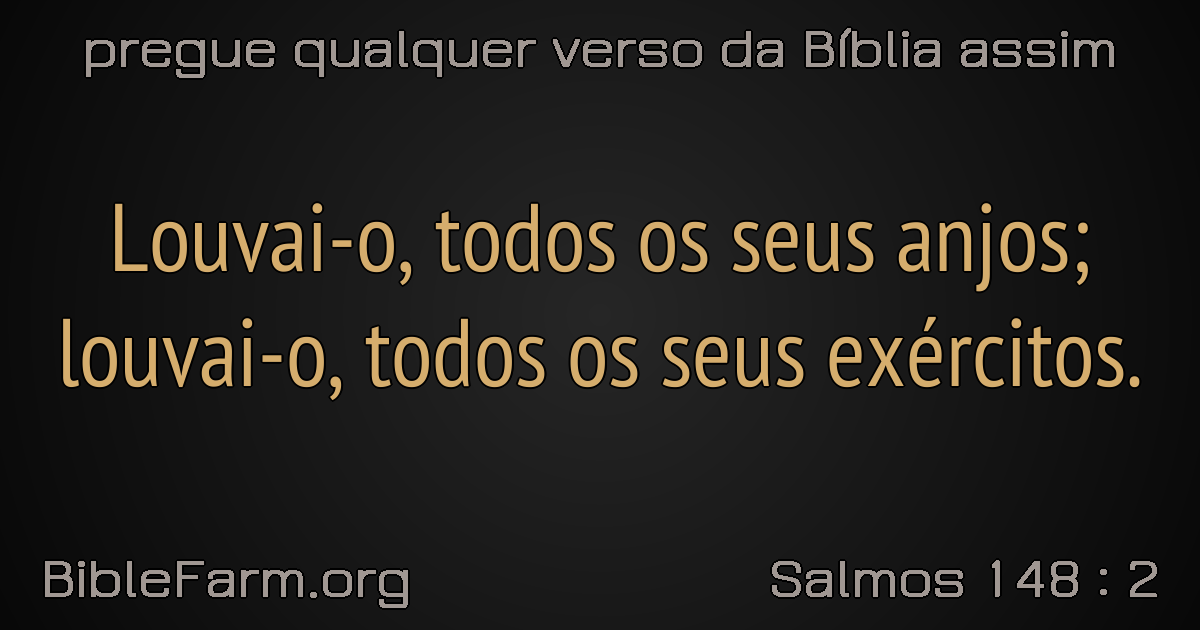 pregue qualquer verso da Bíblia assim
Louvai-o, todos os seus anjos;
louvai-o, todos os seus exércitos.
BibleFarm.org
Salmos 148 : 2